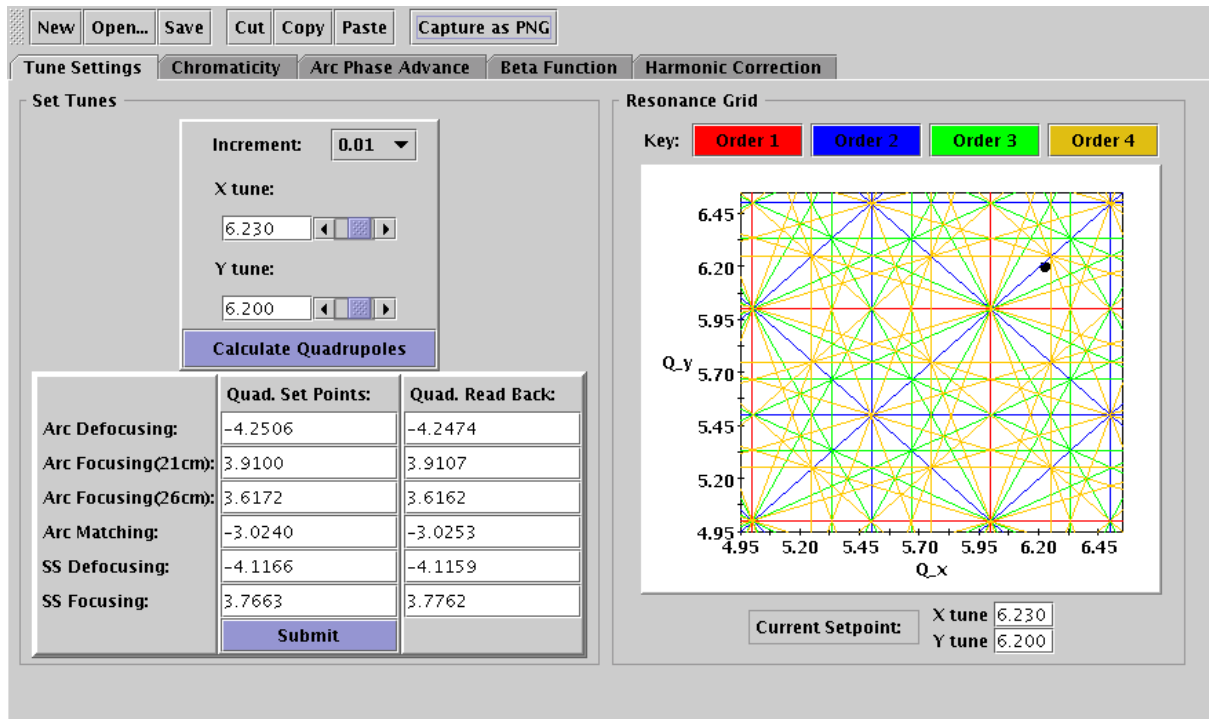 New Open... Save Cut Copy Paste Capture as PNG
Tune Settings Chromaticity Arc Phase Advance Beta Function Harmonic Correction
Set Tunes
Increment: 0.01
X tune:
6.230
Y tune:
6.200
Calculate Quadrupoles
Quad. Set Points: Quad. Read Back:
Arc Defocusing: -4.2506 -4.2474
Arc Focusing(21cm): 3.9100 3.9107
Arc Focusing(26cm): 3.6172 3.6162
Arc Matching: -3.0240 -3.0253
SS Defocusing: -4.1166 -4.1159
SS Focusing: 3.7663 3.7762
Submit
Resonance Grid
Key: Order 1 Order 2 Order 3 Order 4
6.45
6.20
5.95
Q_y 5.70
5.45
5.20
4.95
4.95 5.20 5.45 5.70 5.95 6.20 6.45
Q_x
Current Setpoint: X tune 6.230
Y tune 6.200